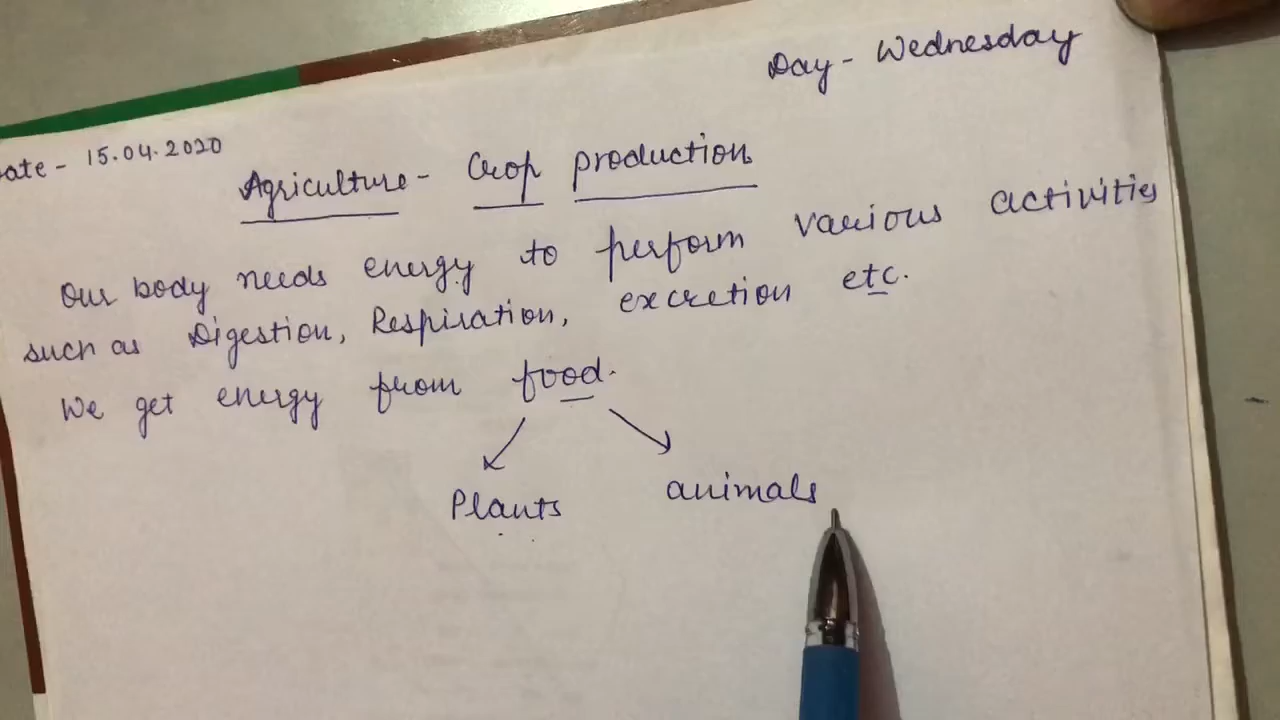 Day - Wednesday
ate - 15.04.2020
Agriculture - Crop production
Our body needs energy to perform various activities
such as Digestion, Respiration, excretion etc.
We get energy from food.
Plants animals